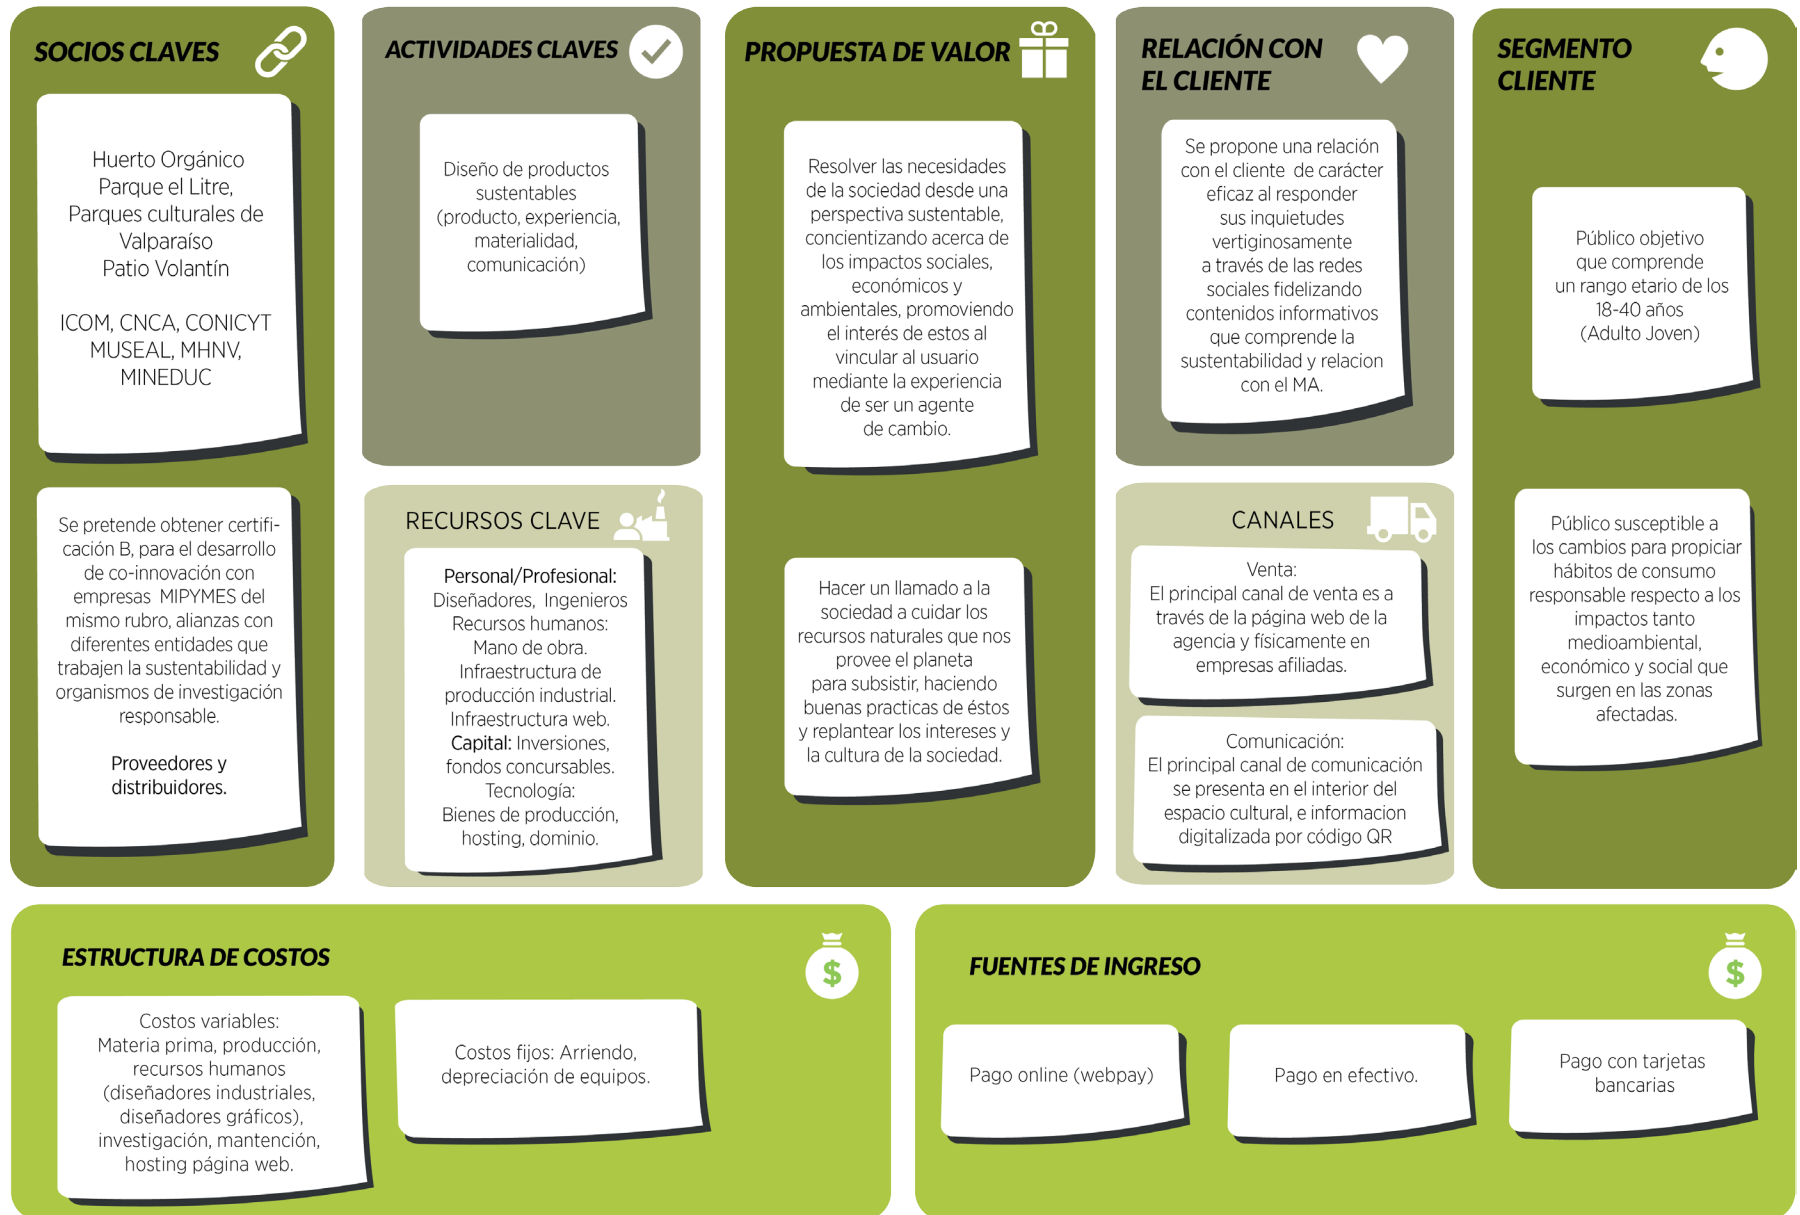 SOCIOS CLAVES
Huerto Orgánico
Parque el Litre,
Parques culturales de
Valparaíso
Patio Volantín
ICOM, CNCA, CONICYT
MUSEAL, MHNV,
MINEDUC
Se pretende obtener certifi-
cación B, para el desarrollo
de co-innovación con
empresas MIPYMES del
mismo rubro, alianzas con
diferentes entidades que
trabajen la sustentabilidad y
organismos de investigación
responsable.
Proveedores y
distribuidores.
ACTIVIDADES CLAVES
Diseño de productos
sustentables
(producto, experiencia,
materialidad,
comunicación)
RECURSOS CLAVE
Personal/Profesional:
Diseñadores, Ingenieros
Recursos humanos:
Mano de obra.
Infraestructura de
producción industrial.
Infraestructura web.
Capital: Inversiones,
fondos concursables.
Tecnología:
Bienes de producción,
hosting, dominio.
PROPUESTA DE VALOR
Resolver las necesidades
de la sociedad desde una
perspectiva sustentable,
concientizando acerca de
los impactos sociales,
económicos y
ambientales, promoviendo
el interés de estos al
vincular al usuario
mediante la experiencia
de ser un agente
de cambio.
Hacer un llamado a la
sociedad a cuidar los
recursos naturales que nos
provee el planeta
para subsistir, haciendo
buenas practicas de éstos
y replantear los intereses y
la cultura de la sociedad.
RELACIÓN CON
EL CLIENTE
Se propone una relación
con el cliente de carácter
eficaz al responder
sus inquietudes
vertiginosamente
a través de las redes
sociales fidelizando
contenidos informativos
que comprende la
sustentabilidad y relacion
con el MA.
CANALES
Venta:
El principal canal de venta es a
través de la página web de la
agencia y físicamente en
empresas afiliadas.
Comunicación:
El principal canal de comunicación
se presenta en el interior del
espacio cultural, e informacion
digitalizada por código QR
SEGMENTO
CLIENTE
Público objetivo
que comprende
un rango etario de los
18-40 años
(Adulto Joven)
Público susceptible a
los cambios para propiciar
hábitos de consumo
responsable respecto a los
impactos tanto
medioambiental,
económico y social que
surgen en las zonas
afectadas.
ESTRUCTURA DE COSTOS
$
Costos variables:
Materia prima, producción,
recursos humanos
(diseñadores industriales,
diseñadores gráficos),
investigación, mantención,
hosting página web.
Costos fijos: Arriendo,
depreciación de equipos.
FUENTES DE INGRESO
$
Pago online (webpay)
Pago en efectivo.
Pago con tarjetas
bancarias